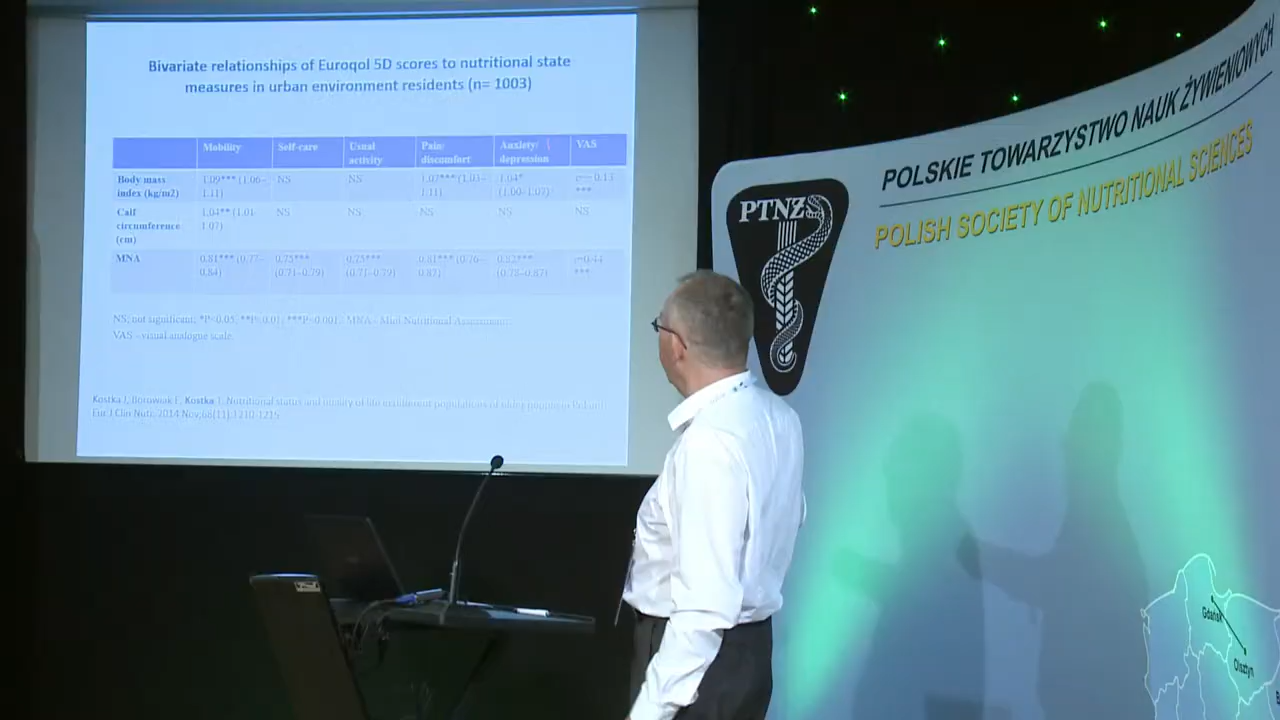 Bivariate relationships of Euroqol 5D scores to nutritional state
measures in urban environment residents (n= 1003)
Mobility Self-care Usual activity Pain/ discomfort Anxiety/ depression VAS
Body mass index (kg/m2) 1.09*** (1.06–1.11) NS NS 1.07*** (1.03–1.11) 1.04* (1.00–1.07) 0.13 ***
Calf circumference (cm) 1.04** (1.01 1.07) NS NS NS NS NS
MNA 0.81*** (0.77–0.84) 0.75*** (0.71–0.79) 0.75*** (0.71–0.79) 0.81*** (0.76–0.87) 0.82*** (0.78–0.87) 0.44 ***
NS; not significant; *P<0.05, **P<0.01, ***P<0.001; MNA - Mini Nutritional Assessment;
VAS – visual analogue scale.
Kostka J, Borowiak E, Kostka T. Nutritional status and quality of life in different populations of older people in Poland.
Eur J Clin Nutr. 2014 Nov;68(11):1210-1215
POLSKIE TOWARZYSTWO NAUK ŻYWIENIOWYCH
POLISH SOCIETY OF NUTRITIONAL SCIENCES
PTNŻ
Gdańsk
Olsztyn